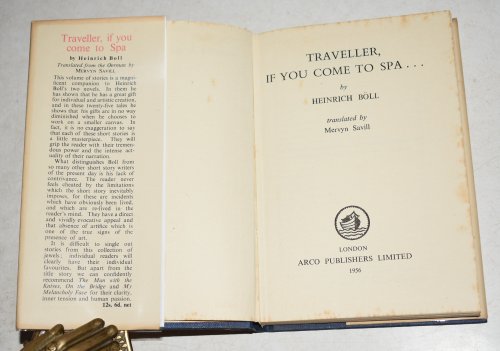 Traveller, if you
come to Spa
by Heinrich Boll
Translated from the German by
MERVYN SAVILL
This volume of stories is a magni-
ficent companion to Heinrich
Boll's two novels. In them he
has shown that he has a great gift
for individual and artistic creation,
and in these twenty-five tales he
shows that his gifts are in no way
diminished when he chooses to
work on a smaller canvas. In
fact, it is no exaggeration to say
that each of these short stories is
a little masterpiece. They will
grip the reader with their tremen-
dous power and the intense act-
uality of their narration.
What distinguishes Boll from
so many other short story writers
of the present day is his lack of
contrivance. The reader never
feels cheated by the limitations
which the short story inevitably
imposes, for these are incidents
which have obviously been lived,
and which are re-lived in the
reader's mind. They have a direct
and vividly evocative appeal and
that absence of artifice which is
one of the true signs of the
presence of art.
It is difficult to single out
stories from this collection of
jewels: individual readers will
clearly have their individual
favourites. But apart from the
title story we can confidently
recommend The Man with the
Knives, On the Bridge and My
Melancholy Face for their clarity,
inner tension and human passion.
12s. 6d. net
TRAVELLER,
IF YOU COME TO SPA...
by
HEINRICH BÖLL
translated by
Mervyn Savill
LONDON
ARCO PUBLISHERS LIMITED
1956